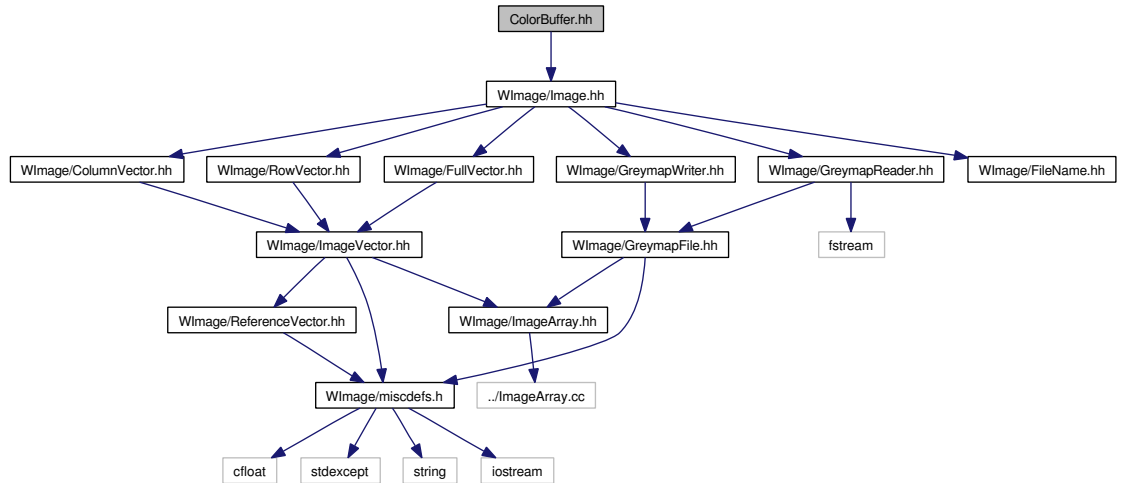 ColorBuffer.hh
WImage/Image.hh
WImage/ColumnVector.hh
WImage/RowVector.hh
WImage/FullVector.hh
WImage/GreymapWriter.hh
WImage/GreymapReader.hh
WImage/FileName.hh
WImage/ImageVector.hh
WImage/GreymapFile.hh
fstream
WImage/ReferenceVector.hh
WImage/ImageArray.hh
WImage/miscdefs.h
../ImageArray.cc
cfloat
stdexcept
string
iostream